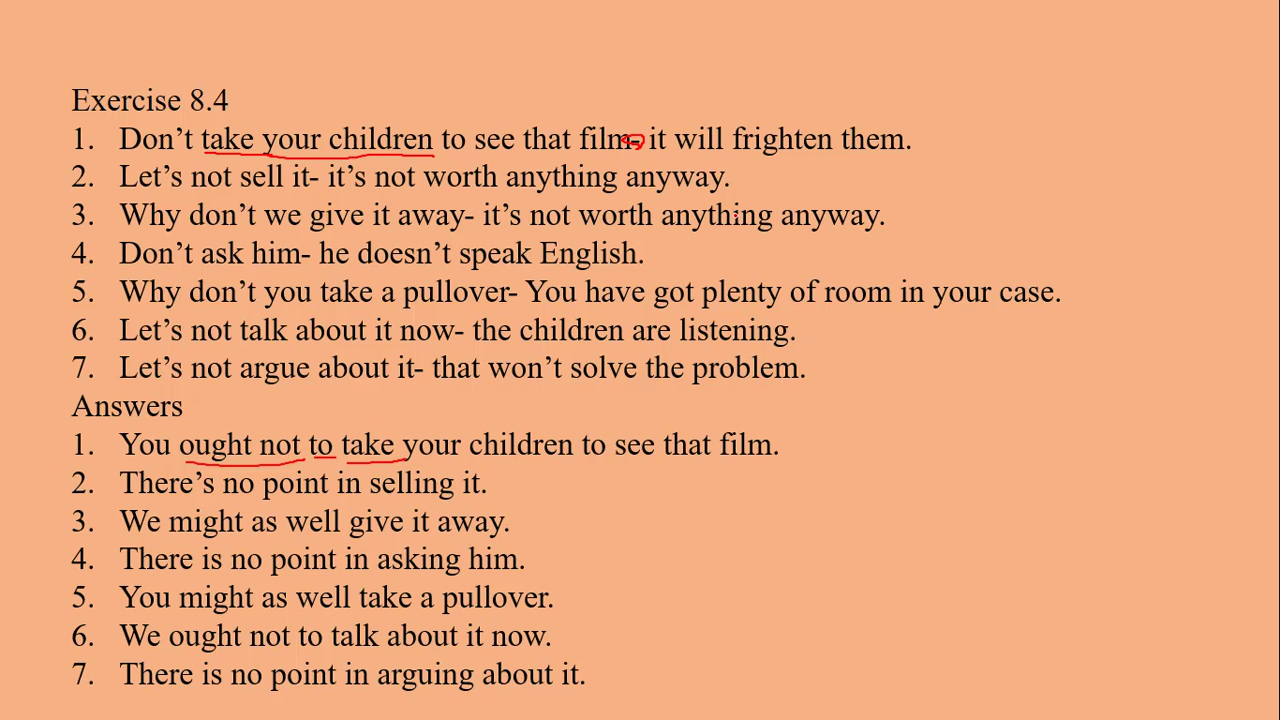 Exercise 8.4
1. Don’t take your children to see that film- it will frighten them.
2. Let’s not sell it- it’s not worth anything anyway.
3. Why don’t we give it away- it’s not worth anything anyway.
4. Don’t ask him- he doesn’t speak English.
5. Why don’t you take a pullover- You have got plenty of room in your case.
6. Let’s not talk about it now- the children are listening.
7. Let’s not argue about it- that won’t solve the problem.
Answers
1. You ought not to take your children to see that film.
2. There’s no point in selling it.
3. We might as well give it away.
4. There is no point in asking him.
5. You might as well take a pullover.
6. We ought not to talk about it now.
7. There is no point in arguing about it.